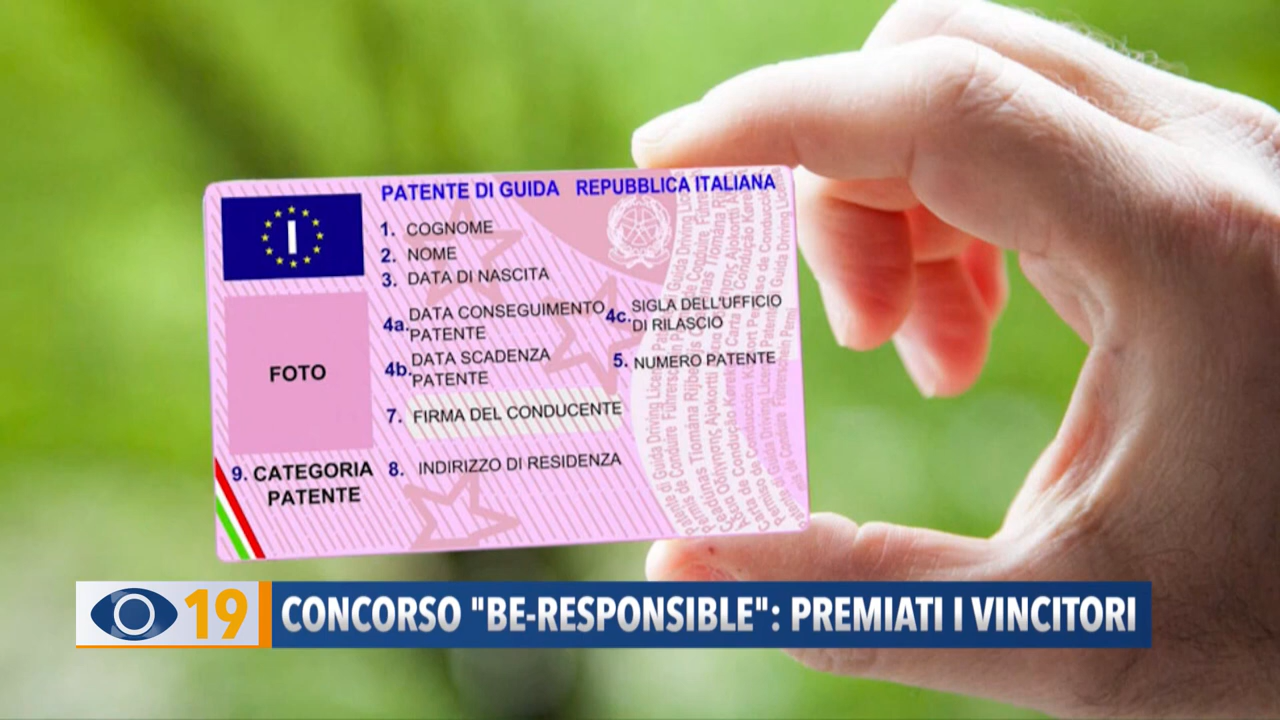 PATENTE DI GUIDA REPUBBLICA ITALIANA
I
1. COGNOME
2. NOME
3. DATA DI NASCITA
4a. DATA CONSEGUIMENTO PATENTE
4c. SIGLA DELL'UFFICIO DI RILASCIO
4b. DATA SCADENZA PATENTE
5. NUMERO PATENTE
FOTO
7. FIRMA DEL CONDUCENTE
8. INDIRIZZO DI RESIDENZA
9. CATEGORIA
PATENTE
19 CONCORSO "BE-RESPONSIBLE": PREMIATI I VINCITORI